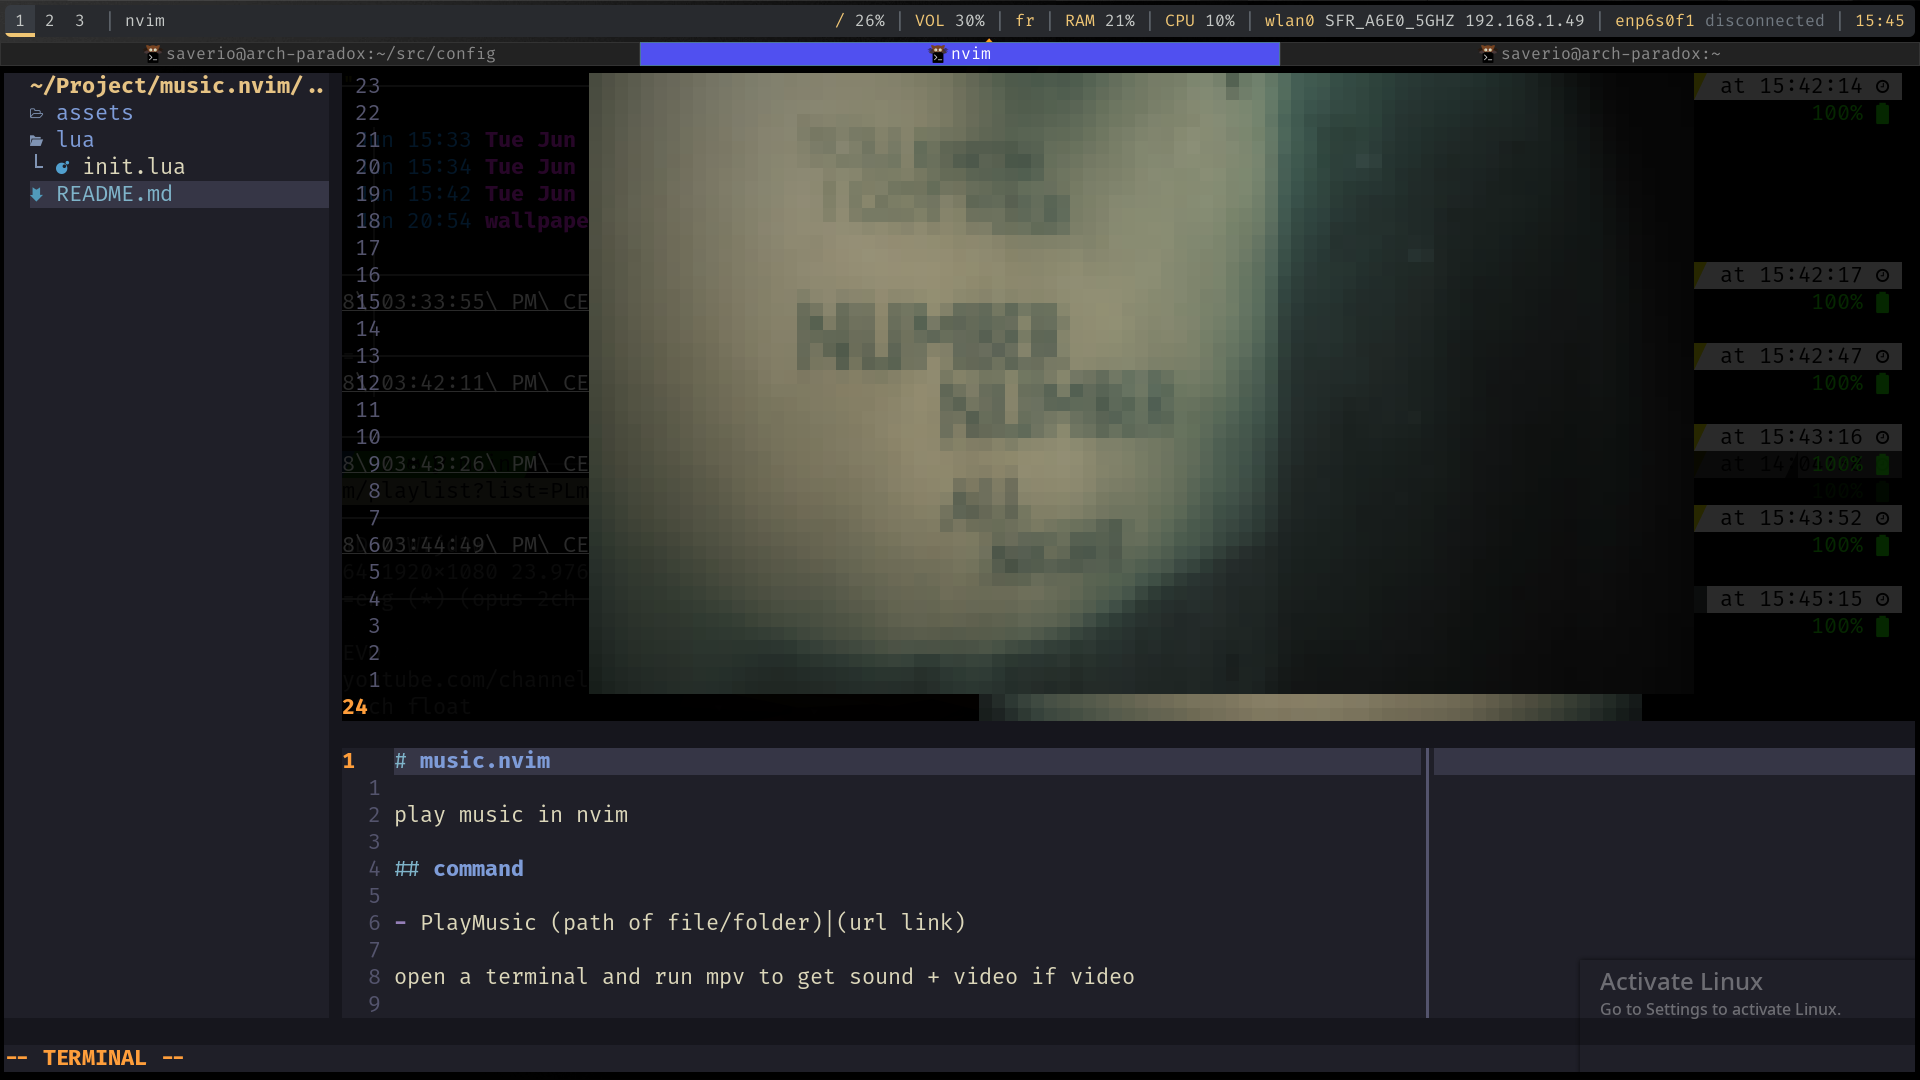 1 2 3 | nvim
/ 26% | VOL 30% | fr | RAM 21% | CPU 10% | wlan0 SFR_A6E0_5GHZ 192.168.1.49 | enp6s0f1 disconnected | 15:45
saverio@arch-paradox:~/src/config
nvim
saverio@arch-paradox:~
~/Project/music.nvim/..
assets
lua
init.lua
README.md
23
at 15:42:14
22
100%
21 n 15:33 Tue Jun
20 n 15:34 Tue Jun
19 n 15:42 Tue Jun
18 n 20:54 wallpape
17
16
at 15:42:17
15 03:33:55\ PM\ CE
100%
14
13
at 15:42:47
12 03:42:11\ PM\ CE
100%
11
10
at 15:43:16
9 03:43:26\ PM\ CE
100%
8 laylist?list=PLm
7
at 15:43:52
6 03:44:49\ PM\ CE
100%
5 1920×1080 23.976
4 (*) (opus 2ch
at 15:45:15
3
100%
2
1 tube.com/channel
24 ch float
1 # music.nvim
1
2 play music in nvim
3
4 ## command
5
6 - PlayMusic (path of file/folder)|(url link)
7
8 open a terminal and run mpv to get sound + video if video
9
Activate Linux
Go to Settings to activate Linux.
-- TERMINAL --